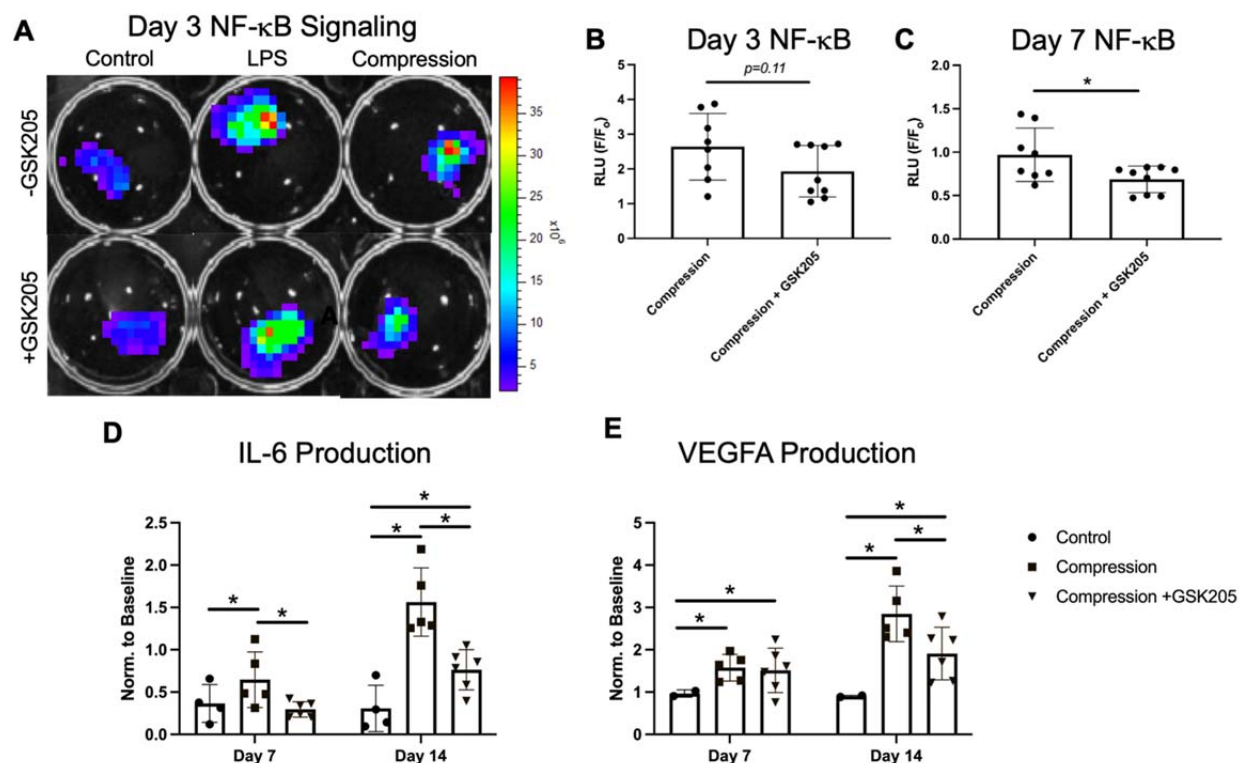 A
Day 3 NF-κB Signaling
Control
LPS
Compression
-GSK205
+GSK205
A
35
30
25
20
15
10
5
x10^6
B
Day 3 NF-κB
p=0.11
RLU (F/Fo)
5
4
3
2
1
0
Compression
Compression + GSK205
C
Day 7 NF-κB
*
RLU (F/Fo)
2.0
1.5
1.0
0.5
0.0
Compression
Compression + GSK205
D
IL-6 Production
Norm. to Baseline
2.5
2.0
1.5
1.0
0.5
0.0
*
*
*
*
*
Day 7
Day 14
E
VEGFA Production
Norm. to Baseline
5
4
3
2
1
0
*
*
*
*
*
Day 7
Day 14
Control
Compression
Compression +GSK205